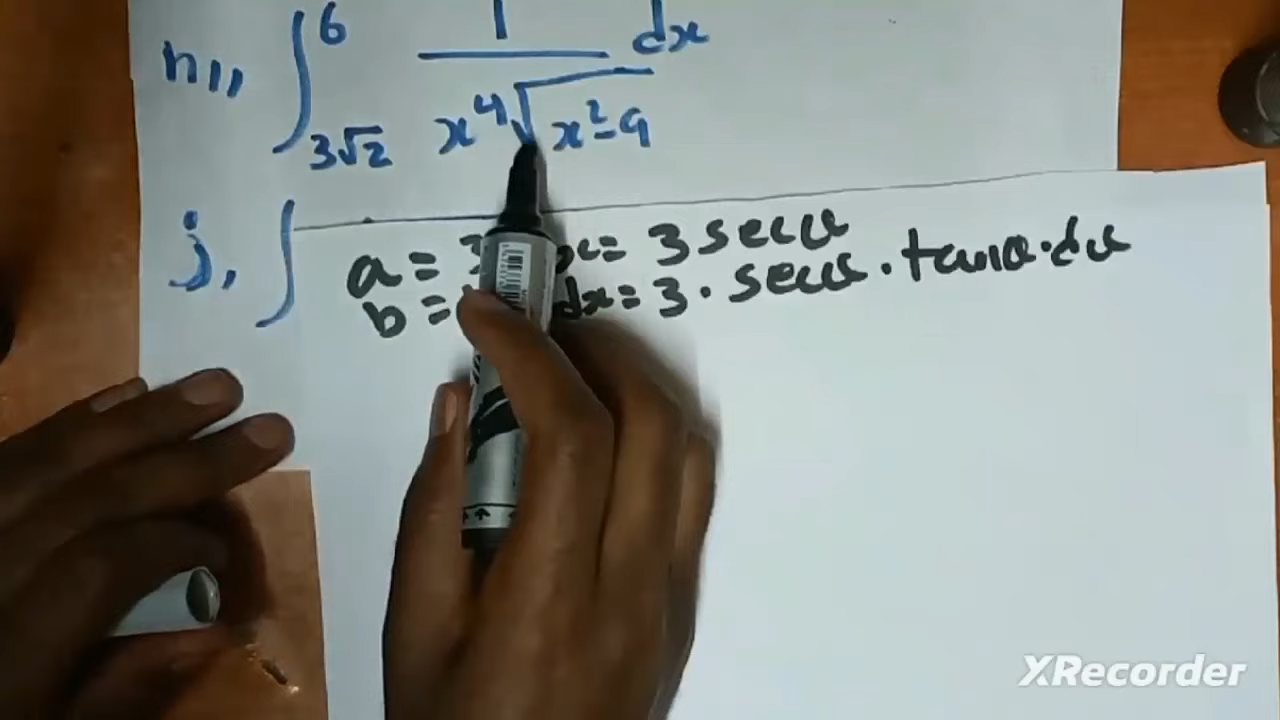 h,, ∫_{3√2}^{6} 1/(x⁴√(x²-9)) dx
j, ∫
a = 3 x = 3 secu
b = dx = 3 · secu · tanu · du
XRecorder